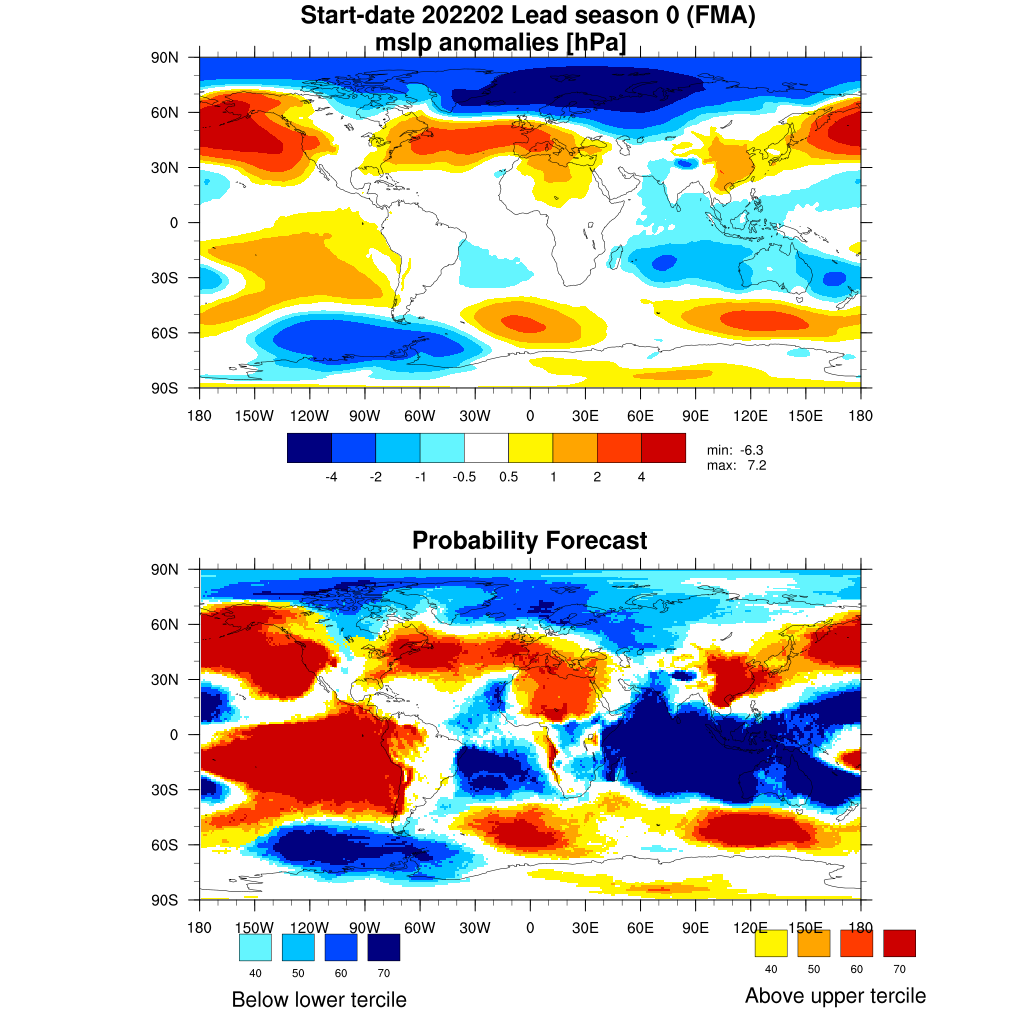 Start-date 202202 Lead season 0 (FMA)
mslp anomalies [hPa]
90N
60N
30N
0
30S
60S
90S
180 150W 120W 90W 60W 30W 0 30E 60E 90E 120E 150E 180
-4 -2 -1 -0.5 0.5 1 2 4
min: -6.3
max: 7.2
Probability Forecast
90N
60N
30N
0
30S
60S
90S
180 150W 120W 90W 60W 30W 0 30E 60E 90E 120E 150E 180
40 50 60 70
Below lower tercile
40 50 60 70
Above upper tercile